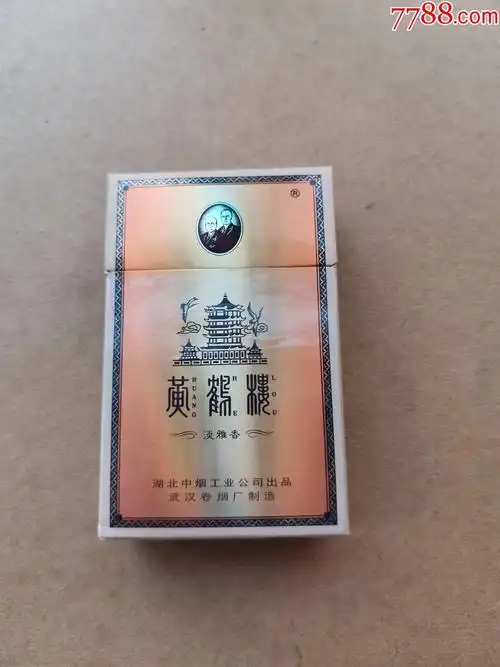 7788.com
®
黄鹤楼
HUANG HE LOU
淡雅香
湖北中烟工业公司出品
武汉卷烟厂制造